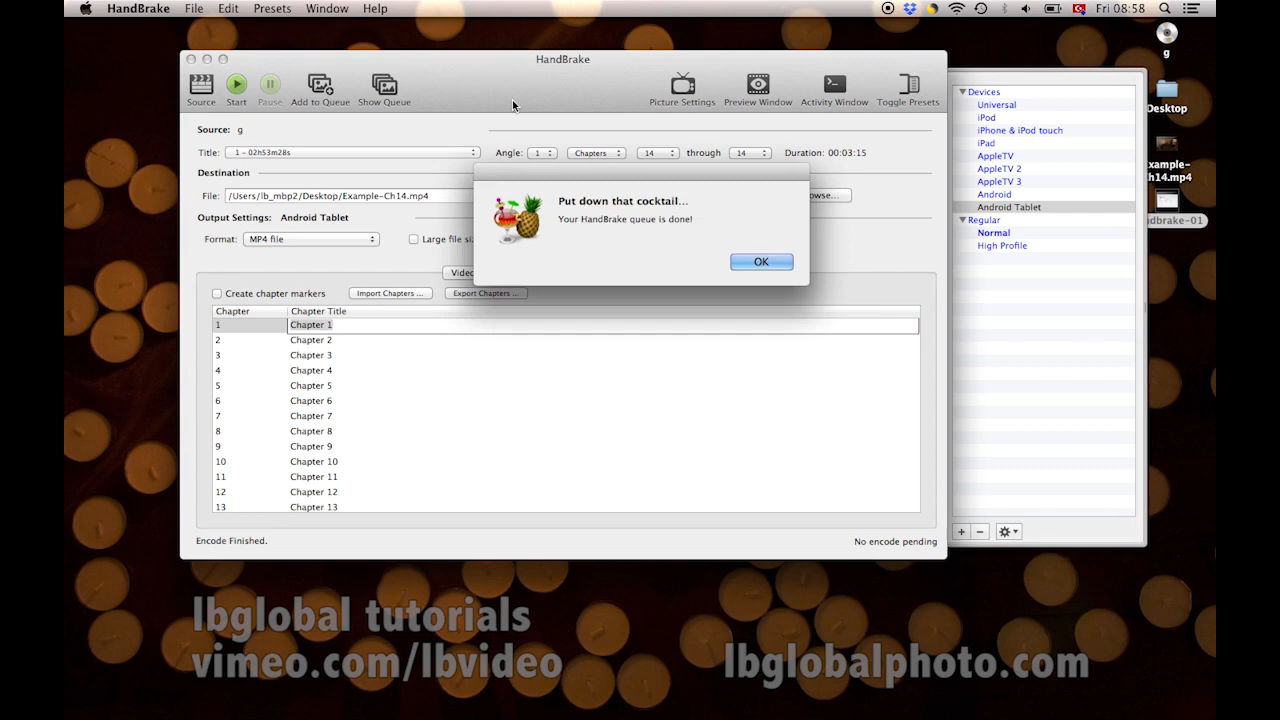 HandBrake File Edit Presets Window Help Fri 08:58
g
Desktop
HandBrake
Source Start Pause Add to Queue Show Queue Picture Settings Preview Window Activity Window Toggle Presets
Source: g
Title: 1 - 02h53m28s Angle: 1 Chapters 14 through 14 Duration: 00:03:15
Destination
File: /Users/lb_mbp2/Desktop/Example-Ch14.mp4
Output Settings: Android Tablet
Format: MP4 file Large file
Put down that cocktail...
Your HandBrake queue is done!
OK
Video
Create chapter markers Import Chapters ... Export Chapters ...
Chapter Chapter Title
1 Chapter 1
2 Chapter 2
3 Chapter 3
4 Chapter 4
5 Chapter 5
6 Chapter 6
7 Chapter 7
8 Chapter 8
9 Chapter 9
10 Chapter 10
11 Chapter 11
12 Chapter 12
13 Chapter 13
Encode Finished. No encode pending
Devices
Universal
iPod
iPhone & iPod touch
iPad
AppleTV
AppleTV 2
AppleTV 3
Android
Android Tablet
Regular
Normal
High Profile
xample-
Ch14.mp4
ndbrake-01
lbglobal tutorials
vimeo.com/lbvideo
lbglobalphoto.com